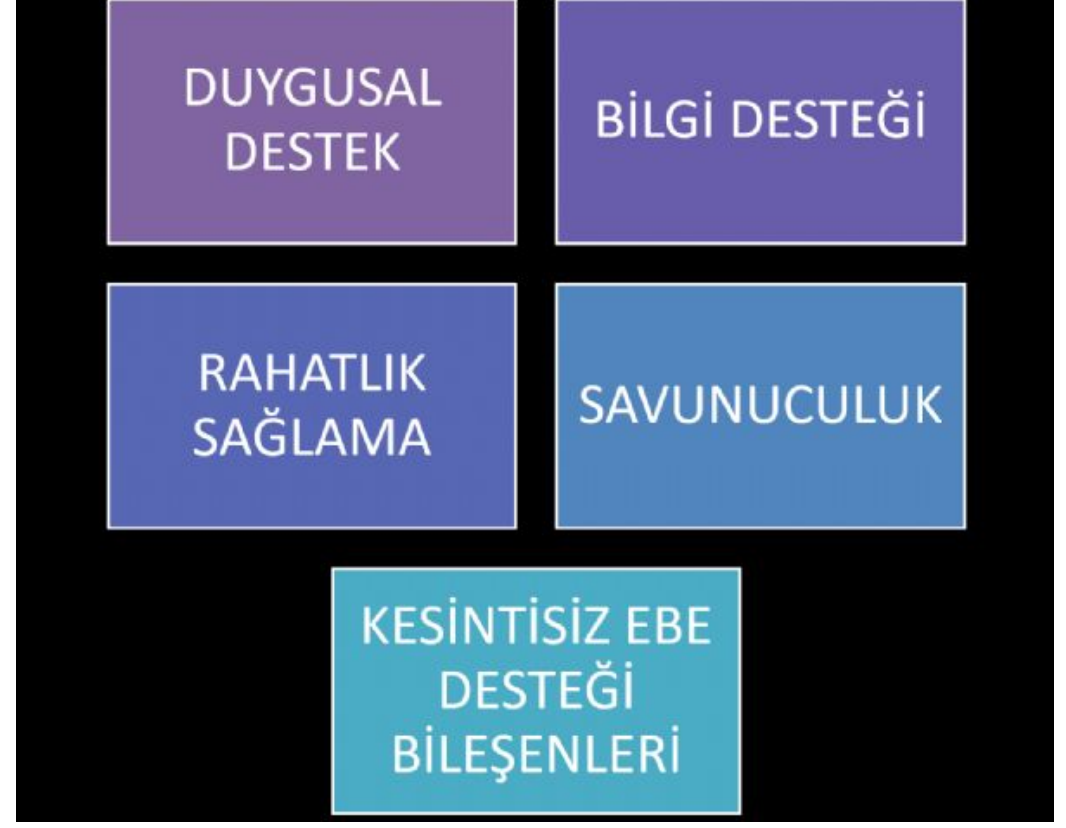 DUYGUSAL
DESTEK
BİLGİ DESTEĞİ
RAHATLIK
SAĞLAMA
SAVUNUCULUK
KESİNTİSİZ EBE
DESTEĞİ
BİLEŞENLERİ